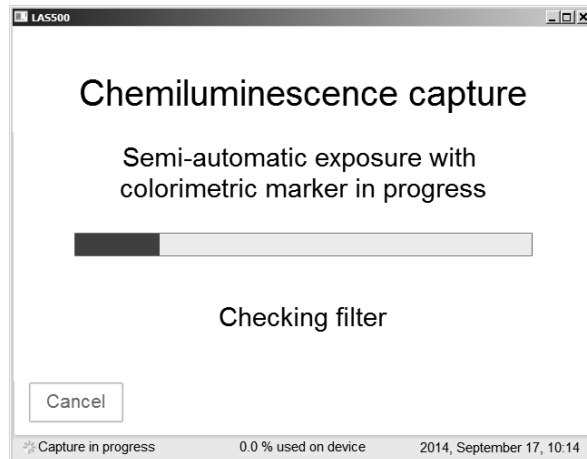 LAS500
Chemiluminescence capture
Semi-automatic exposure with
colorimetric marker in progress
Checking filter
Cancel
Capture in progress 0.0 % used on device 2014, September 17, 10:14